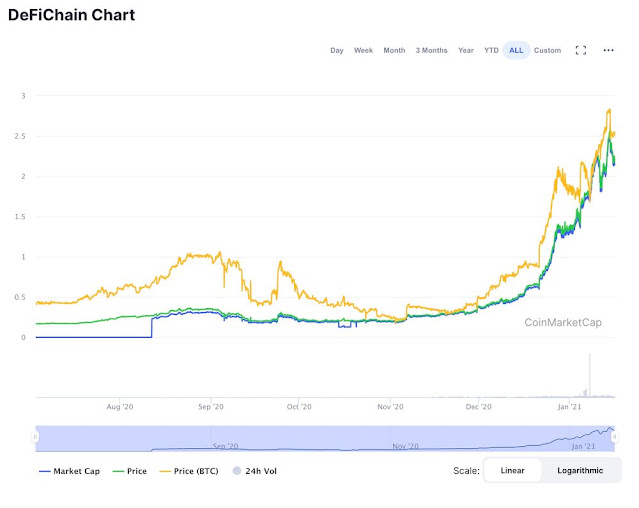 DeFiChain Chart
Day Week Month 3 Months Year YTD ALL Custom
3
2.5
2
1.5
1
0.5
0
CoinMarketCap
Aug '20 Sep '20 Oct '20 Nov '20 Dec '20 Jan '21
Sep '20 Nov '20 Jan '21
Market Cap Price Price (BTC) 24h Vol Scale: Linear Logarithmic